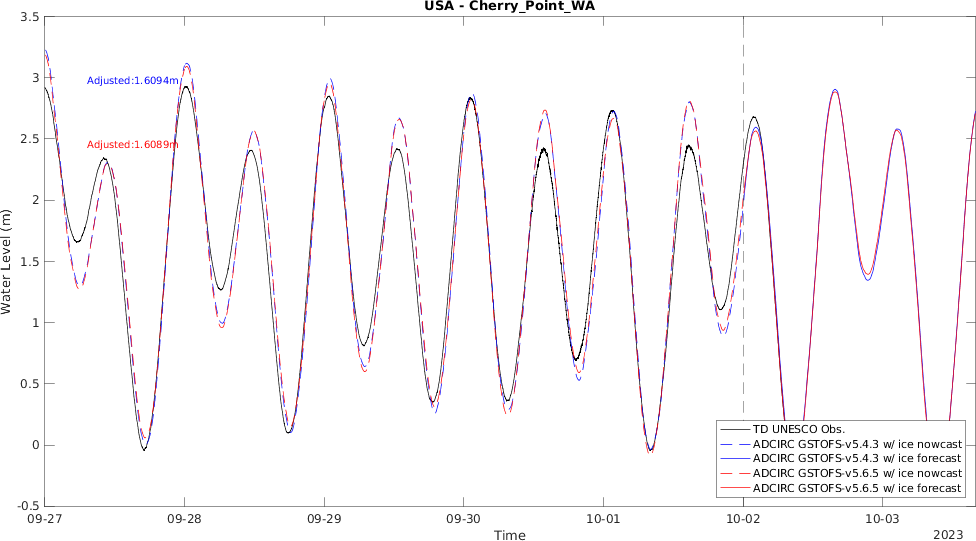 USA - Cherry_Point_WA
3.5
3
2.5
2
1.5
1
0.5
0
-0.5
Water Level (m)
Adjusted:1.6094m
Adjusted:1.6089m
TD UNESCO Obs.
ADCIRC GSTOFS-v5.4.3 w/ ice nowcast
ADCIRC GSTOFS-v5.4.3 w/ ice forecast
ADCIRC GSTOFS-v5.6.5 w/ ice nowcast
ADCIRC GSTOFS-v5.6.5 w/ ice forecast
09-27 09-28 09-29 09-30 10-01 10-02 10-03
Time
2023